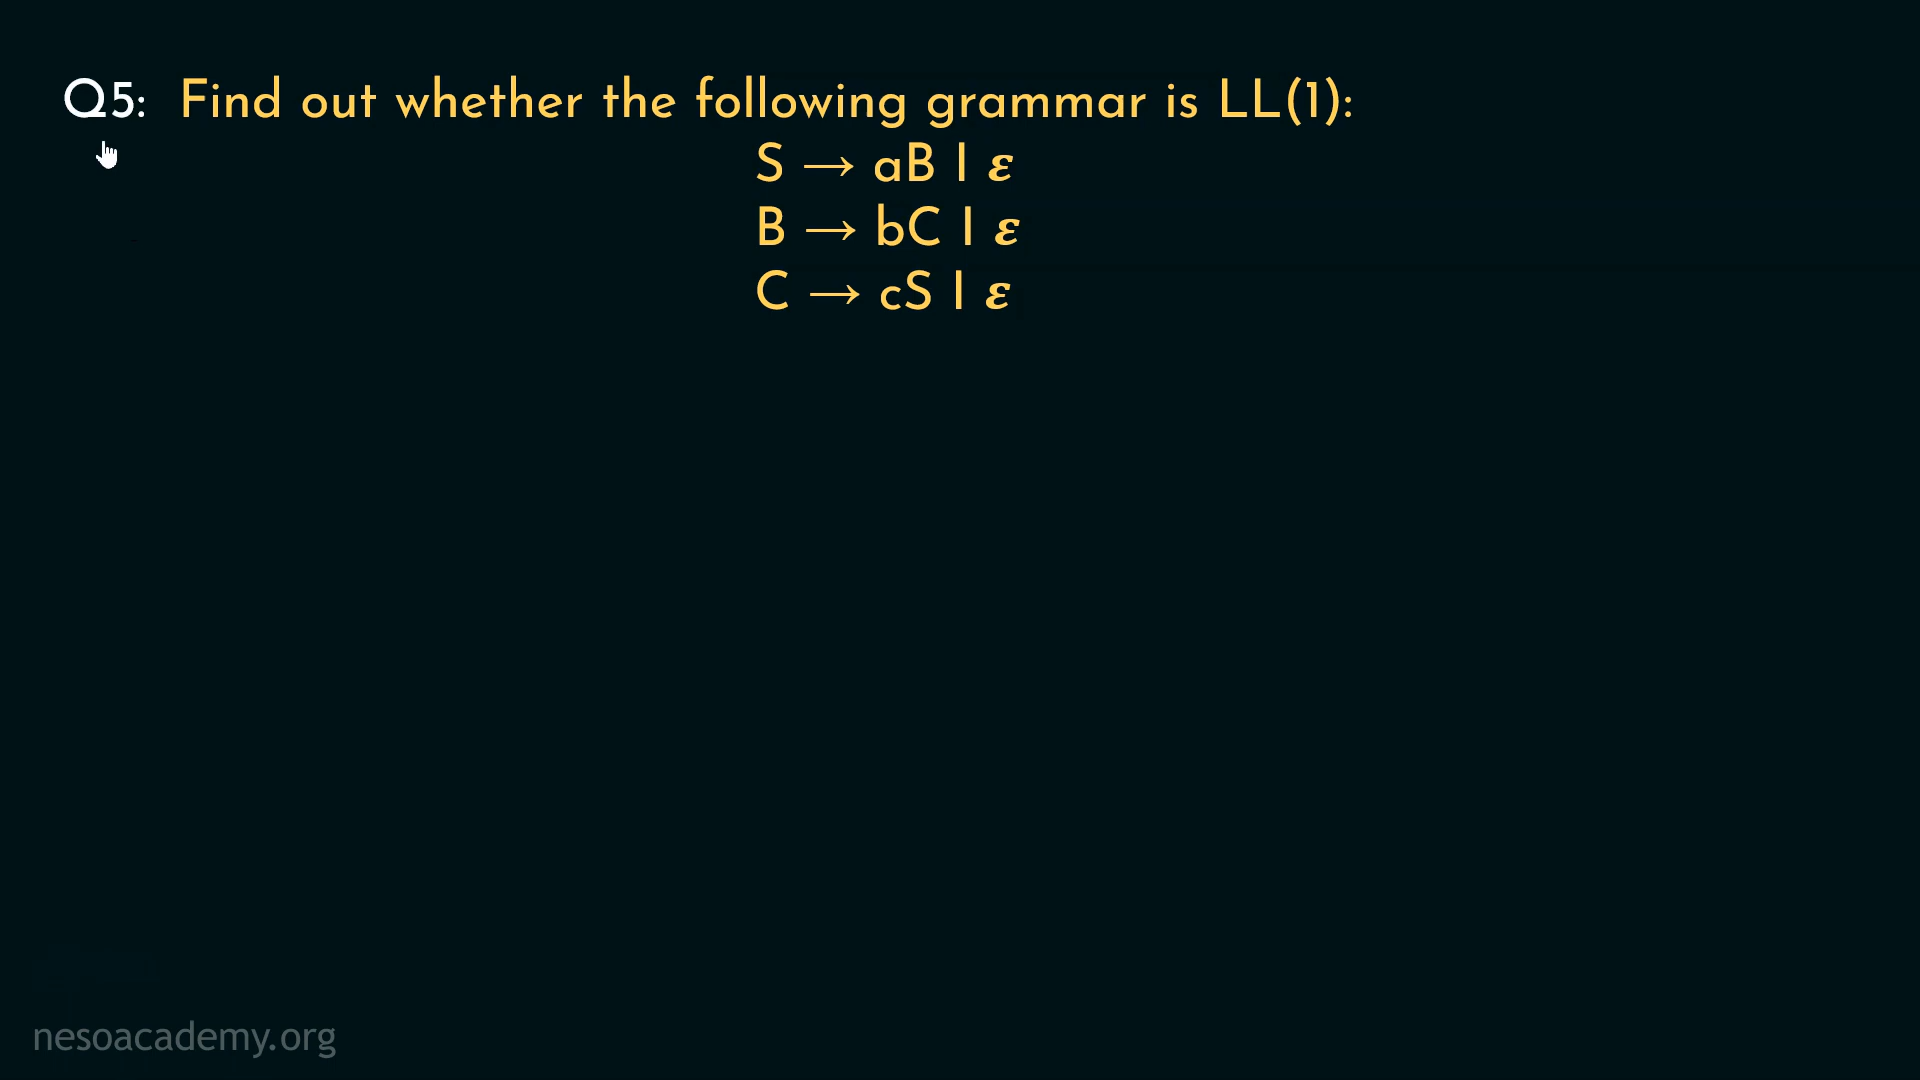 Q5: Find out whether the following grammar is LL(1):
S → aB | ε
B → bC | ε
C → cS | ε
nesoacademy.org